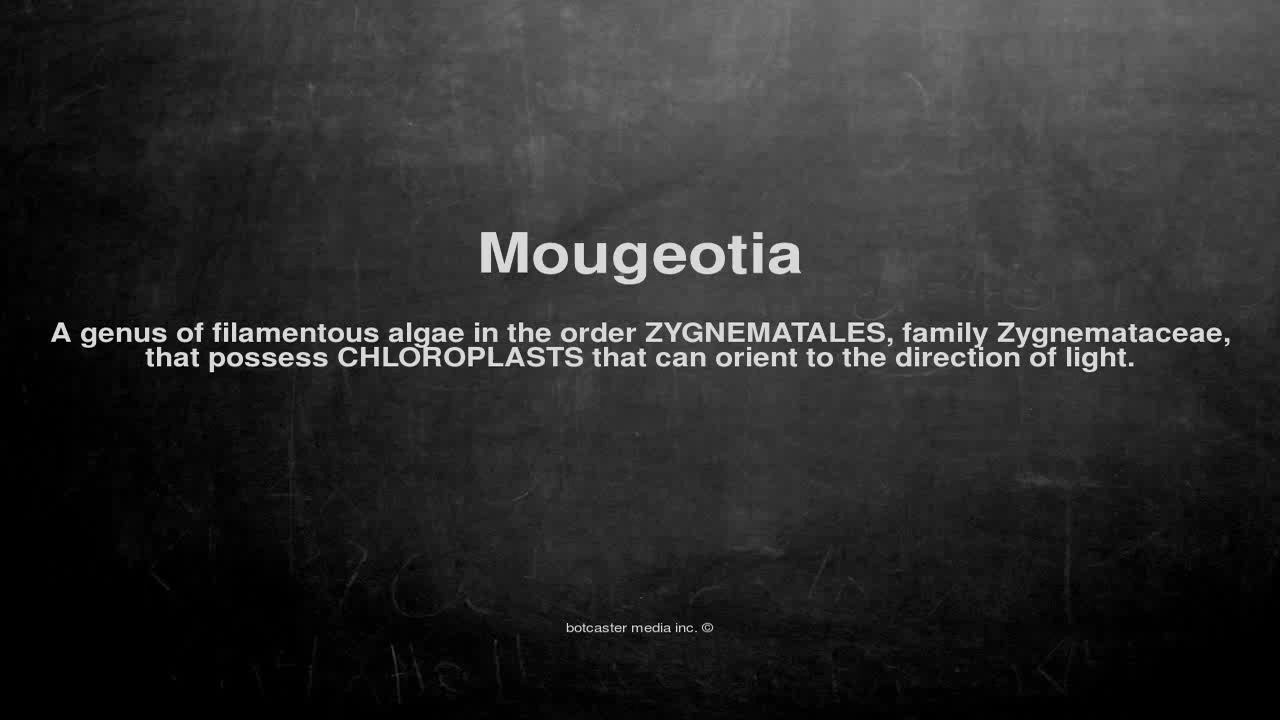 Mougeotia
A genus of filamentous algae in the order ZYGNEMATALES, family Zygnemataceae,
that possess CHLOROPLASTS that can orient to the direction of light.
botcaster media inc. ©